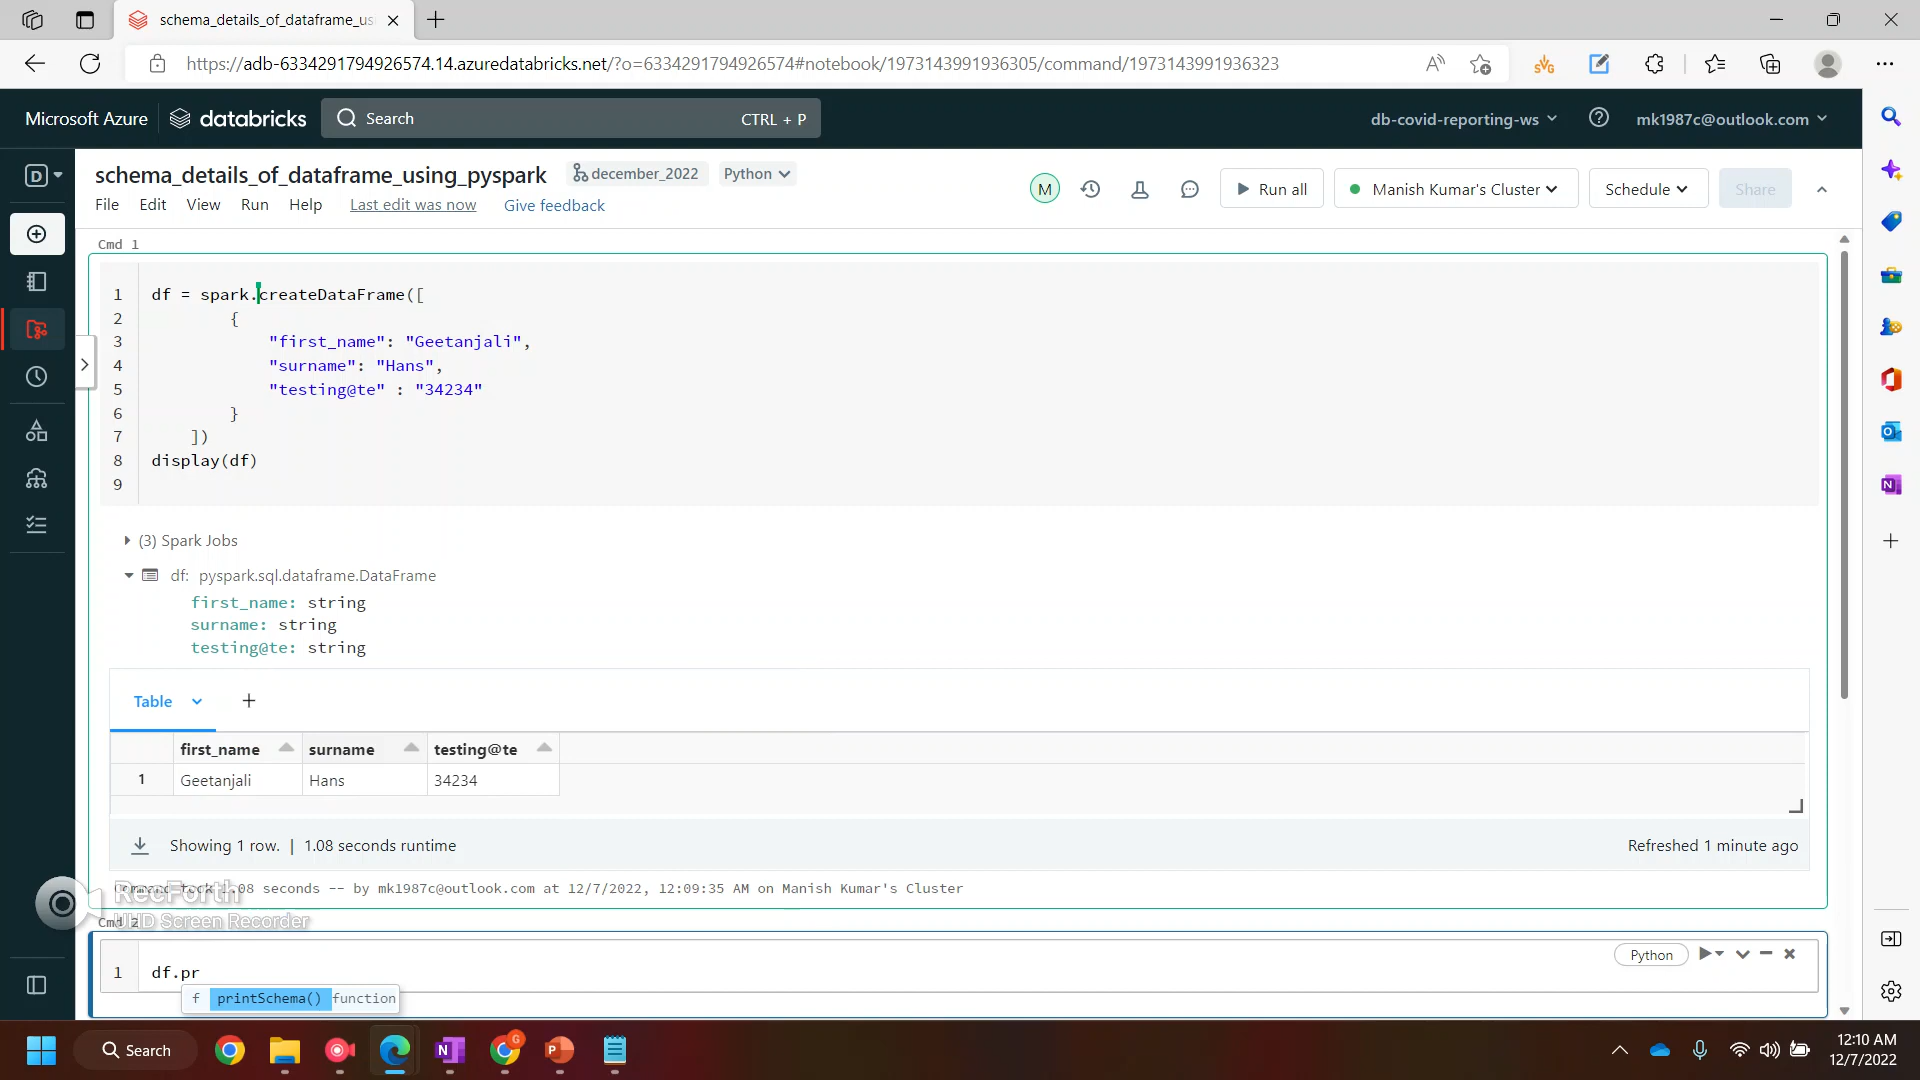 schema_details_of_dataframe_us
https://adb-6334291794926574.14.azuredatabricks.net/?o=6334291794926574#notebook/1973143991936305/command/1973143991936323
Microsoft Azure databricks Search CTRL + P db-covid-reporting-ws mk1987c@outlook.com
D schema_details_of_dataframe_using_pyspark december_2022 Python
M Run all Manish Kumar's Cluster Schedule Share
File Edit View Run Help Last edit was now Give feedback
Cmd 1
1 df = spark.createDataFrame([
2 {
3 "first_name": "Geetanjali",
4 "surname": "Hans",
5 "testing@te" : "34234"
6 }
7 ])
8 display(df)
9
(3) Spark Jobs
df: pyspark.sql.dataframe.DataFrame
first_name: string
surname: string
testing@te: string
Table
first_name surname testing@te
1 Geetanjali Hans 34234
Showing 1 row. | 1.08 seconds runtime Refreshed 1 minute ago
.08 seconds -- by mk1987c@outlook.com at 12/7/2022, 12:09:35 AM on Manish Kumar's Cluster
RecForth
UHD Screen Recorder
Cmd 2
Python
1 df.pr
f printSchema() function
Search
12:10 AM
12/7/2022